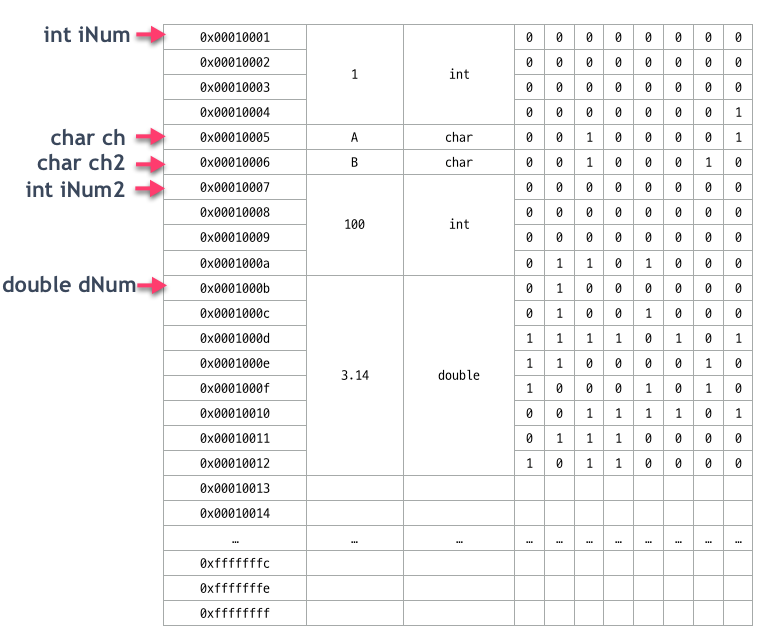 int iNum 0x00010001 1 int 0 0 0 0 0 0 0 0
0x00010002 0 0 0 0 0 0 0 0
0x00010003 0 0 0 0 0 0 0 0
0x00010004 0 0 0 0 0 0 0 1
char ch 0x00010005 A char 0 0 1 0 0 0 0 1
char ch2 0x00010006 B char 0 0 1 0 0 0 1 0
int iNum2 0x00010007 100 int 0 0 0 0 0 0 0 0
0x00010008 0 0 0 0 0 0 0 0
0x00010009 0 0 0 0 0 0 0 0
0x0001000a 0 1 1 0 1 0 0 0
double dNum 0x0001000b 3.14 double 0 1 0 0 0 0 0 0
0x0001000c 0 1 0 0 1 0 0 0
0x0001000d 1 1 1 1 0 1 0 1
0x0001000e 1 1 0 0 0 0 1 0
0x0001000f 1 0 0 0 1 0 1 0
0x00010010 0 0 1 1 1 1 0 1
0x00010011 0 1 1 1 0 0 0 0
0x00010012 1 0 1 1 0 0 0 0
0x00010013
0x00010014
… … … … … … … … … … …
0xfffffffc
0xfffffffe
0xffffffff